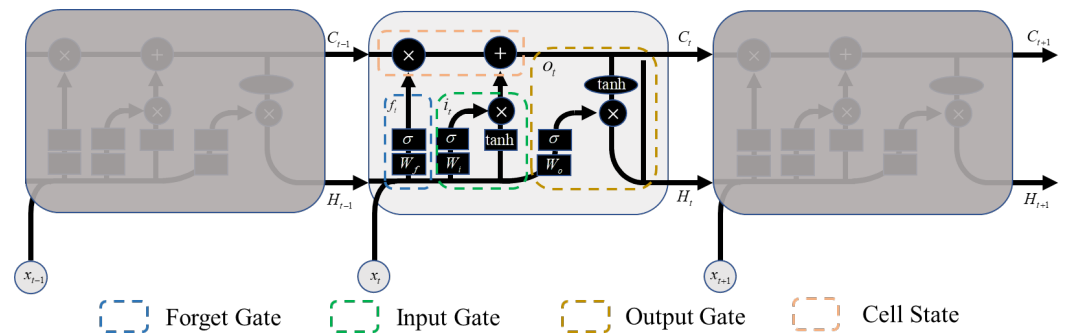 C_{t-1}
C_t
C_{t+1}
× + o_t
tanh
f_t i_t × ×
σ σ tanh σ
W_f W_i W_o
H_{t-1} H_t H_{t+1}
x_{t-1} x_t x_{t+1}
Forget Gate Input Gate Output Gate Cell State